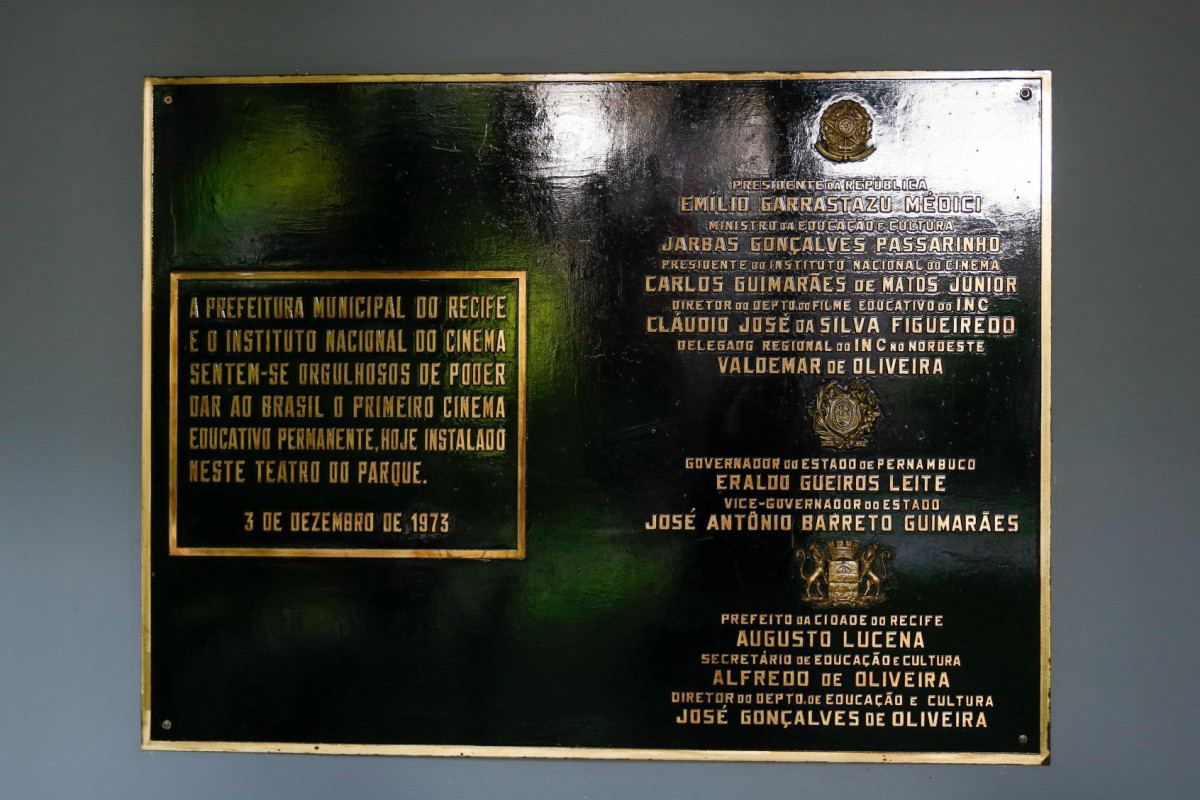 A PREFEITURA MUNICIPAL DO RECIFE
E O INSTITUTO NACIONAL DO CINEMA
SENTEM-SE ORGULHOSOS DE PODER
DAR AO BRASIL O PRIMEIRO CINEMA
EDUCATIVO PERMANENTE, HOJE INSTALADO
NESTE TEATRO DO PARQUE.
3 DE DEZEMBRO DE 1973
PRESIDENTE DA REPÚBLICA
EMÍLIO GARRASTAZU MÉDICI
MINISTRO DA EDUCAÇÃO E CULTURA
JARBAS GONÇALVES PASSARINHO
PRESIDENTE DO INSTITUTO NACIONAL DO CINEMA
CARLOS GUIMARÃES DE MATOS JÚNIOR
DIRETOR DO DEPTO. DO FILME EDUCATIVO DO INC
CLÁUDIO JOSÉ DA SILVA FIGUEIREDO
DELEGADO REGIONAL DO INC NO NORDESTE
VALDEMAR DE OLIVEIRA
GOVERNADOR DO ESTADO DE PERNAMBUCO
ERALDO GUEIROS LEITE
VICE-GOVERNADOR DO ESTADO
JOSÉ ANTÔNIO BARRETO GUIMARÃES
PREFEITO DA CIDADE DO RECIFE
AUGUSTO LUCENA
SECRETÁRIO DE EDUCAÇÃO E CULTURA
ALFREDO DE OLIVEIRA
DIRETOR DO DEPTO. DE EDUCAÇÃO E CULTURA
JOSÉ GONÇALVES DE OLIVEIRA